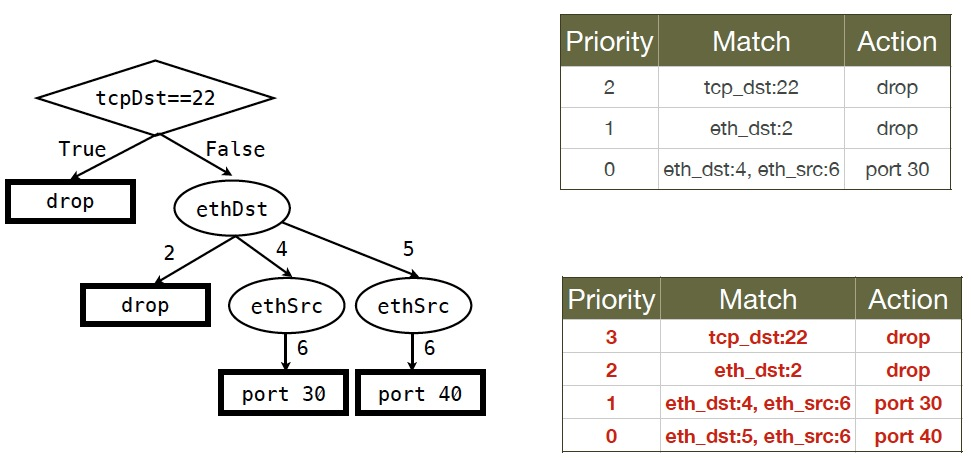 tcpDst==22
True
False
drop
ethDst
2
4
5
drop
ethSrc
ethSrc
6
6
port 30
port 40
Priority Match Action
2 tcp_dst:22 drop
1 eth_dst:2 drop
0 eth_dst:4, eth_src:6 port 30
Priority Match Action
3 tcp_dst:22 drop
2 eth_dst:2 drop
1 eth_dst:4, eth_src:6 port 30
0 eth_dst:5, eth_src:6 port 40